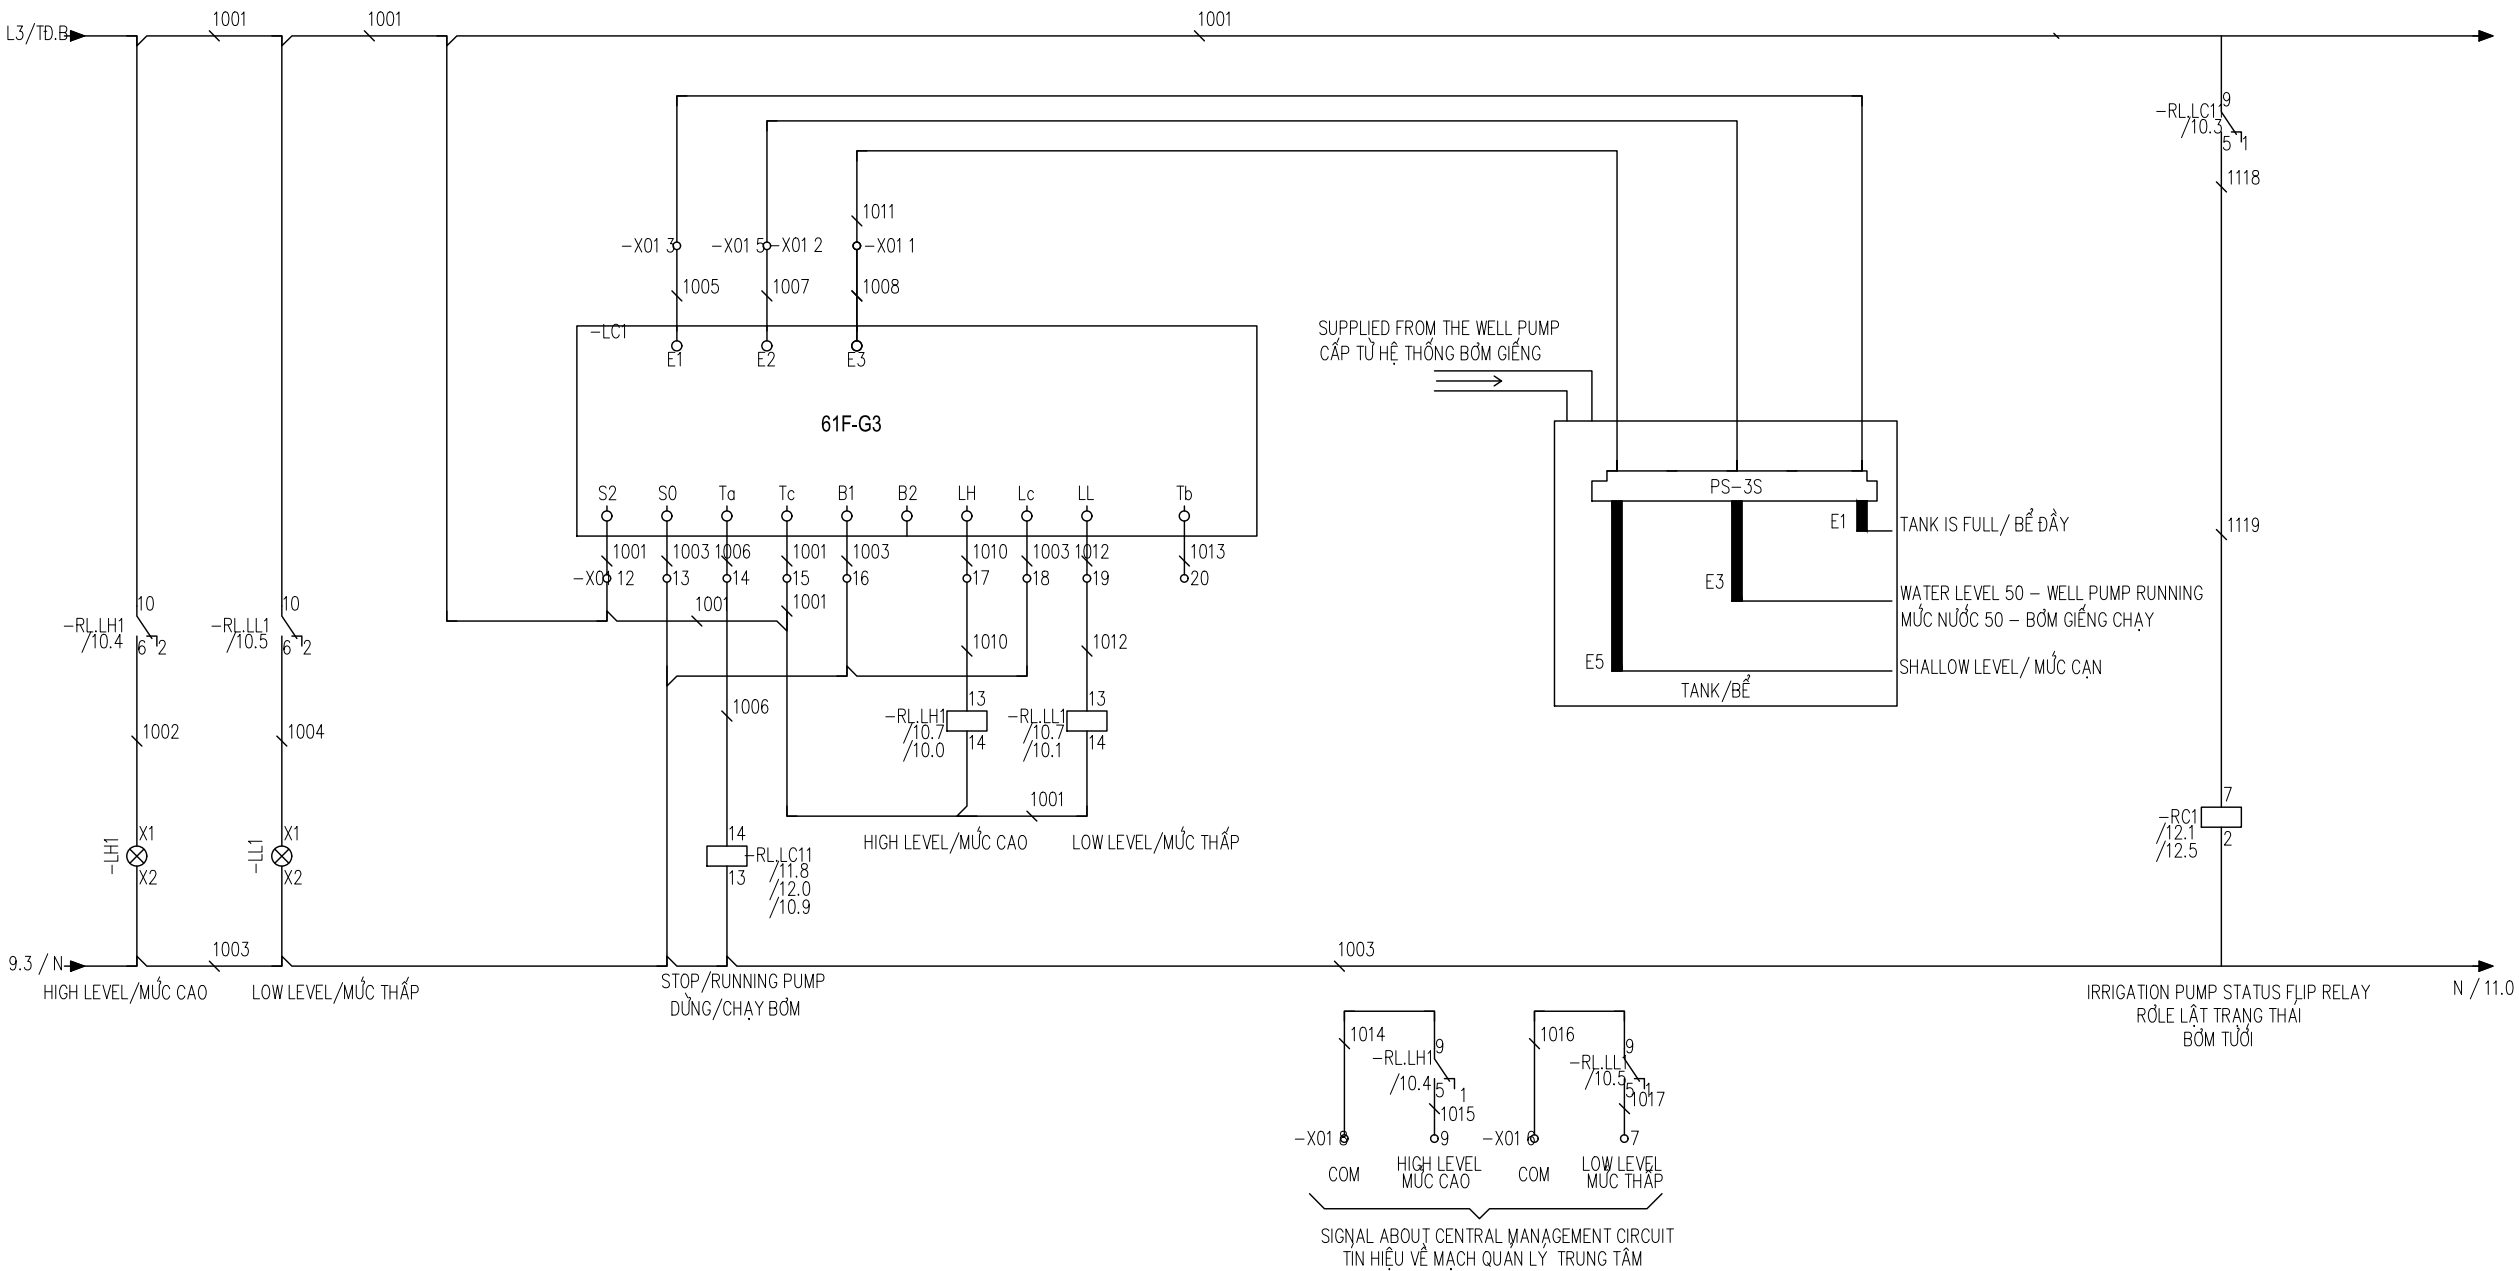 1001
1001
1001
L3/TĐ.B
9
-RL.LC11
/10.3
5 1
1118
1011
-X01 3
-X01 5
-X01 2
-X01 1
1005
1007
1008
-LC1
E1
E2
E3
SUPPLIED FROM THE WELL PUMP
CẤP TỪ HỆ THỐNG BƠM GIẾNG
61F-G3
S2
S0
Ta
Tc
B1
B2
LH
Lc
LL
Tb
PS-3S
E1
TANK IS FULL/ BỂ ĐẦY
1119
1001
1003
1006
1001
1003
1010
1003
1012
1013
-X01 12
13
14
15
16
17
18
19
20
E3
WATER LEVEL 50 - WELL PUMP RUNNING
MỨC NƯỚC 50 - BƠM GIẾNG CHẠY
10
-RL.LH1
/10.4
6 2
10
-RL.LL1
/10.5
6 2
1001
1001
1010
1012
E5
SHALLOW LEVEL/ MỨC CẠN
TANK/BỂ
1002
1004
1006
13
-RL.LH1
/10.7
/10.0
14
13
-RL.LL1
/10.7
/10.1
14
1001
HIGH LEVEL/MỨC CAO
LOW LEVEL/MỨC THẤP
X1
-LH1
X2
X1
-LL1
X2
14
-RL.LC11
13
/11.8
/12.0
/10.9
7
-RC1
/12.1
2
/12.5
9.3 / N
1003
1003
HIGH LEVEL/MỨC CAO
LOW LEVEL/MỨC THẤP
STOP/RUNNING PUMP
DỪNG/CHẠY BƠM
IRRIGATION PUMP STATUS FLIP RELAY
RƠLE LẬT TRẠNG THÁI
BƠM TƯỚI
N / 11.0
1014
9
-RL.LH1
/10.4
5 1
1015
1016
9
-RL.LL1
/10.5
5 1
1017
-X01 8
9
-X01 6
7
COM
HIGH LEVEL
MỨC CAO
COM
LOW LEVEL
MỨC THẤP
SIGNAL ABOUT CENTRAL MANAGEMENT CIRCUIT
TÍN HIỆU VỀ MẠCH QUẢN LÝ TRUNG TÂM